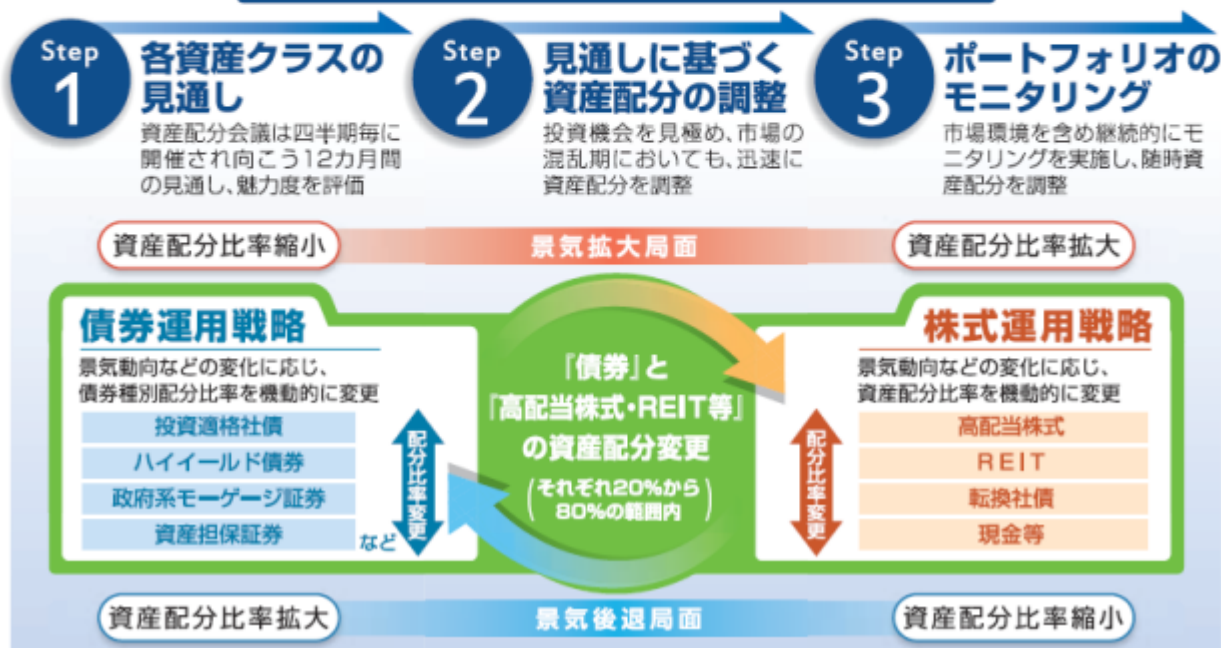 Step
1
各資産クラスの
見通し
資産配分会議は四半期毎に
開催され向こう12カ月間
の見通し、魅力度を評価
Step
2
見通しに基づく
資産配分の調整
投資機会を見極め、市場の
混乱期においても、迅速に
資産配分を調整
Step
3
ポートフォリオの
モニタリング
市場環境を含め継続的にモ
ニタリングを実施し、随時資
産配分を調整
資産配分比率縮小
景気拡大局面
資産配分比率拡大
債券運用戦略
景気動向などの変化に応じ、
債券種別配分比率を機動的に変更
投資適格社債
ハイイールド債券
政府系モーゲージ証券
資産担保証券
など
配分比率変更
『債券』と
『高配当株式・REIT等』
の資産配分変更
(それぞれ20%から
80%の範囲内)
株式運用戦略
景気動向などの変化に応じ、
資産配分比率を機動的に変更
配分比率変更
高配当株式
REIT
転換社債
現金等
資産配分比率拡大
景気後退局面
資産配分比率縮小